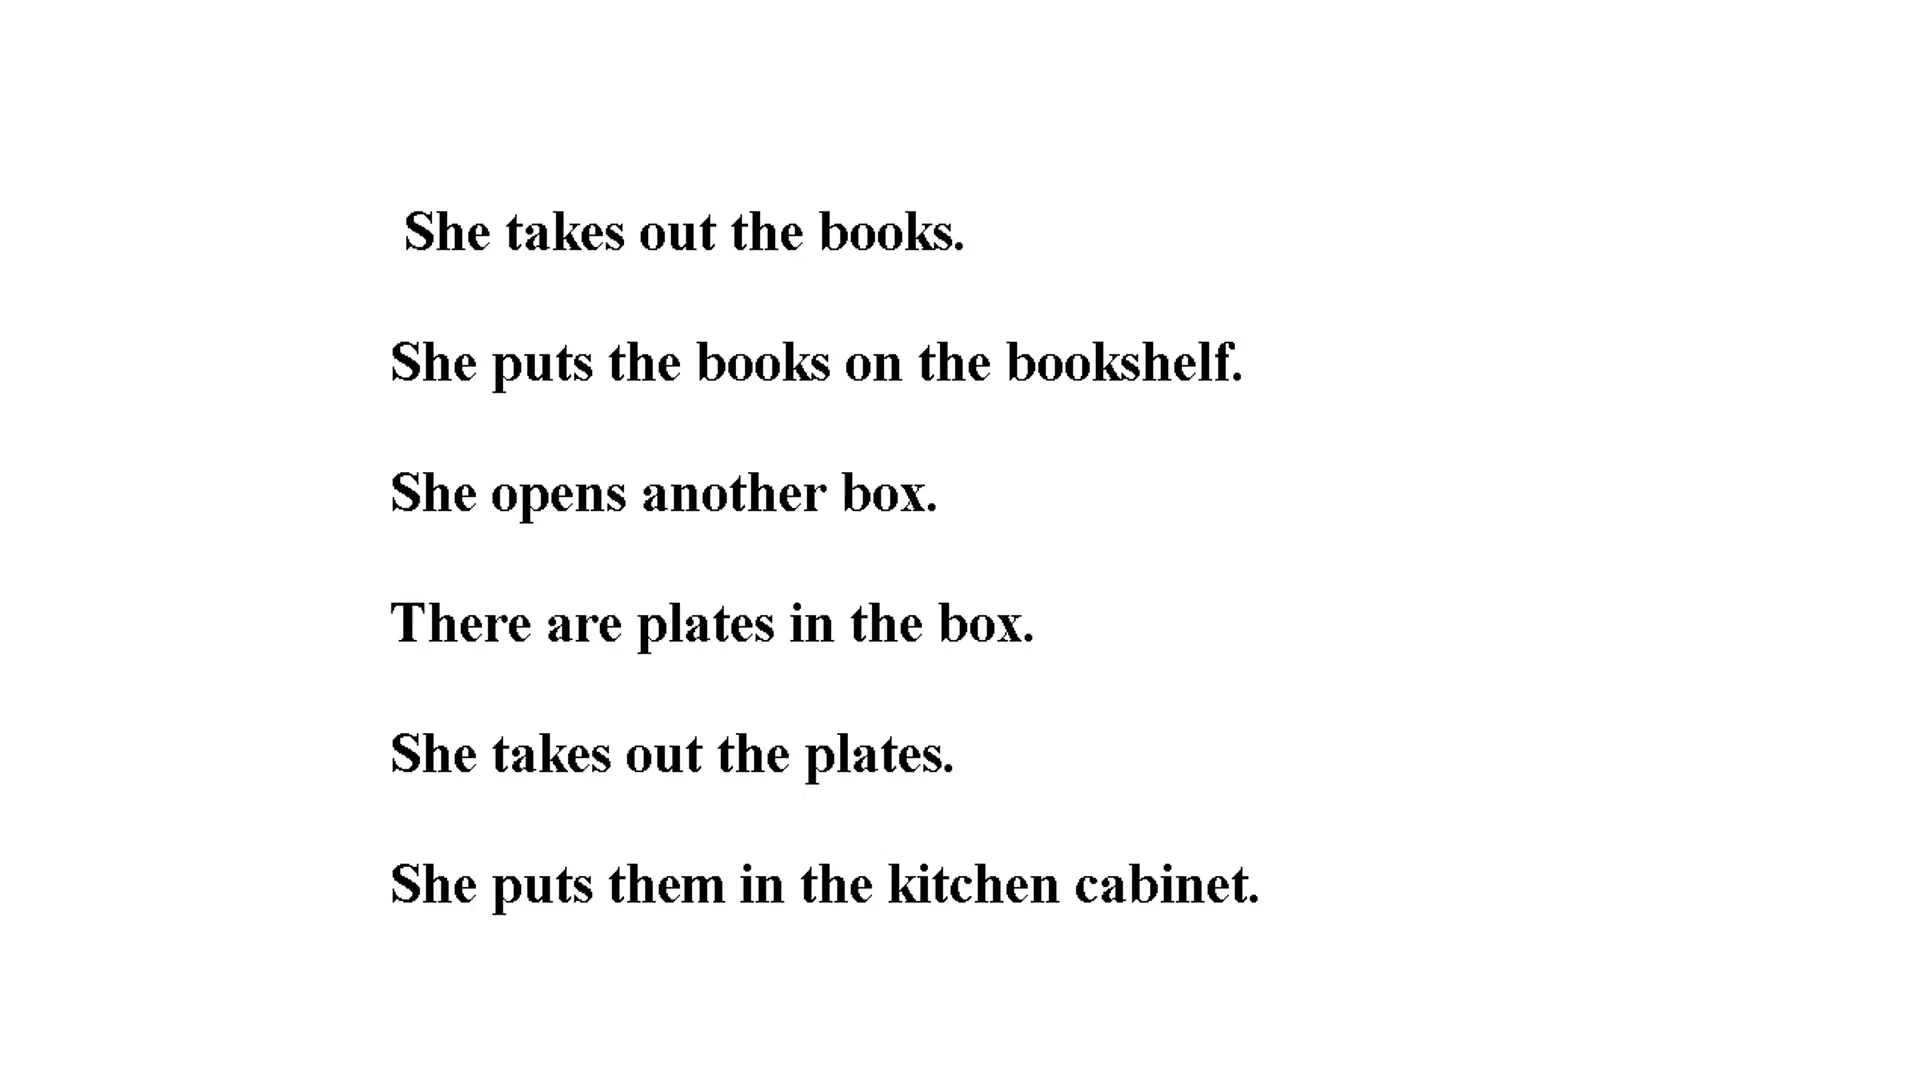 She takes out the books.
She puts the books on the bookshelf.
She opens another box.
There are plates in the box.
She takes out the plates.
She puts them in the kitchen cabinet.